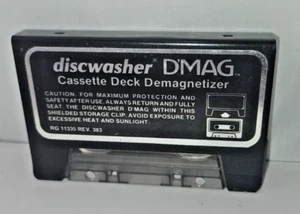 discwasher D'MAG™
Cassette Deck Demagnetizer
CAUTION: FOR MAXIMUM PROTECTION AND
SAFETY AFTER USE. ALWAYS RETURN AND FULLY
SEAT. THE DISCWASHER D'MAG WITHIN THIS
SHIELDED STORAGE CLIP. AVOID EXPOSURE TO
EXCESSIVE HEAT AND SUNLIGHT.
RG 11335 REV. 383